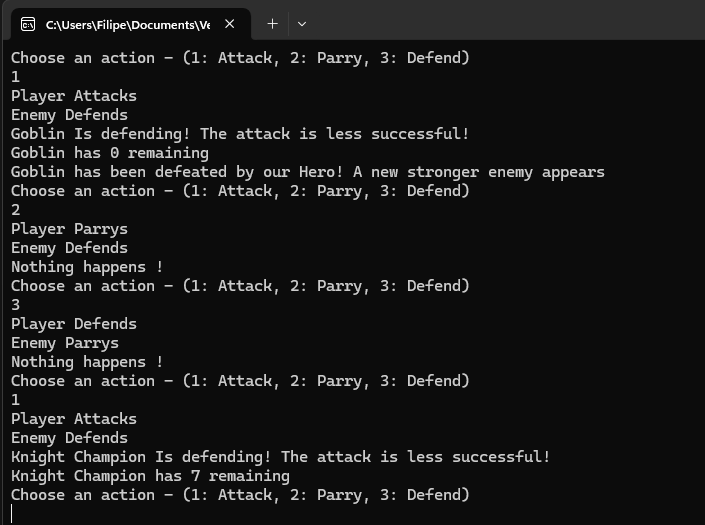 C:\Users\Filipe\Documents\Ve
Choose an action - (1: Attack, 2: Parry, 3: Defend)
1
Player Attacks
Enemy Defends
Goblin Is defending! The attack is less successful!
Goblin has 0 remaining
Goblin has been defeated by our Hero! A new stronger enemy appears
Choose an action - (1: Attack, 2: Parry, 3: Defend)
2
Player Parrys
Enemy Defends
Nothing happens !
Choose an action - (1: Attack, 2: Parry, 3: Defend)
3
Player Defends
Enemy Parrys
Nothing happens !
Choose an action - (1: Attack, 2: Parry, 3: Defend)
1
Player Attacks
Enemy Defends
Knight Champion Is defending! The attack is less successful!
Knight Champion has 7 remaining
Choose an action - (1: Attack, 2: Parry, 3: Defend)